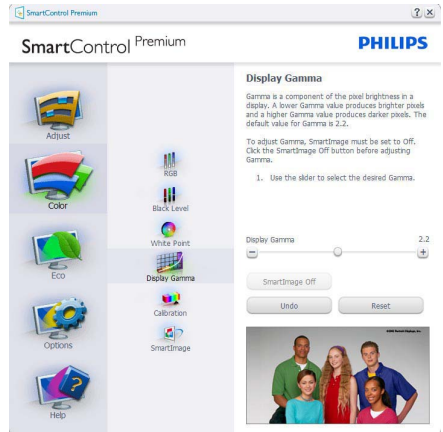 SmartControl Premium
? ×
SmartControl Premium
PHILIPS
Adjust
Color
Eco
Options
Help
RGB
Black Level
White Point
Display Gamma
Calibration
SmartImage
Display Gamma
Gamma is a component of the pixel brightness in a
display. A lower Gamma value produces brighter pixels
and a higher Gamma value produces darker pixels. The
default value for Gamma is 2.2.
To adjust Gamma, SmartImage must be set to Off.
Click the SmartImage Off button before adjusting
Gamma.
1. Use the slider to select the desired Gamma.
Display Gamma 2.2
− +
SmartImage Off
Undo Reset